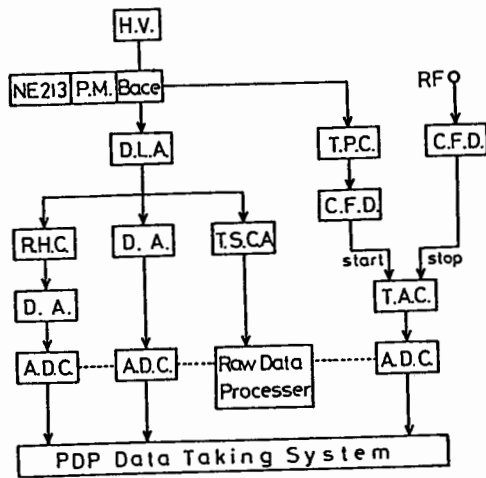 H.V.
NE213 P.M. Bace
RF
D.L.A.
T.P.C.
C.F.D.
C.F.D.
R.H.C.
D. A.
T.S.C.A.
start
stop
D. A.
T.A.C.
A.D.C.
A.D.C.
Raw Data
Processer
A.D.C.
PDP Data Taking System